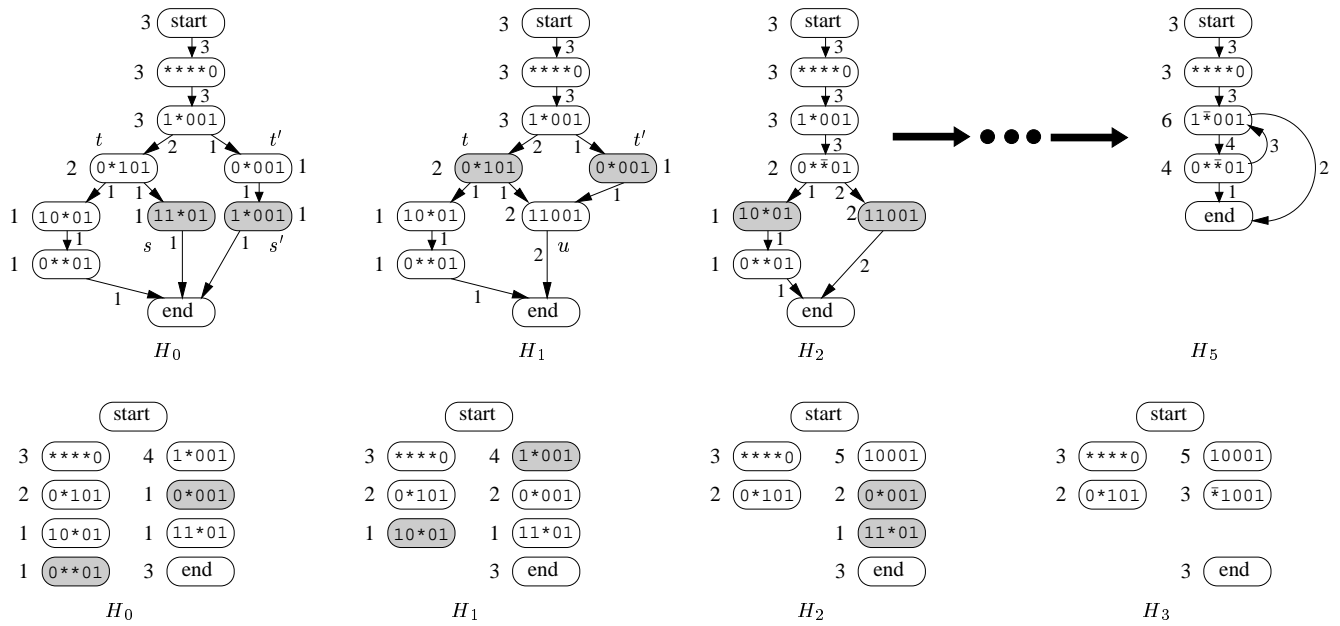 3 start 3 start 3 start 3 start
3 3 3 3
3 ****0 3 ****0 3 ****0 3 ****0
3 3 3 3
3 1*001 3 1*001 3 1*001 6 1*̄001
t 2 1 t′ t 2 1 t′ 3 4 3 2
2 0*101 0*001 1 2 0*101 0*001 1 2 0**̄01 4 0**̄01
1 1 1 1 1 1 1 2 1
1 10*01 1 11*01 1*001 1 1 10*01 2 11001 1 10*01 2 11001 end
1 s 1 1 s′ 1 2 u 1 2
1 0**01 1 0**01 1 0**01
1 1 1
end end end
H0 H1 H2 H5
start start start start
3 ****0 4 1*001 3 ****0 4 1*001 3 ****0 5 10001 3 ****0 5 10001
2 0*101 1 0*001 2 0*101 2 0*001 2 0*101 2 0*001 2 0*101 3 *̄1001
1 10*01 1 11*01 1 10*01 1 11*01 1 11*01
1 0**01 3 end 3 end 3 end 3 end
H0 H1 H2 H3